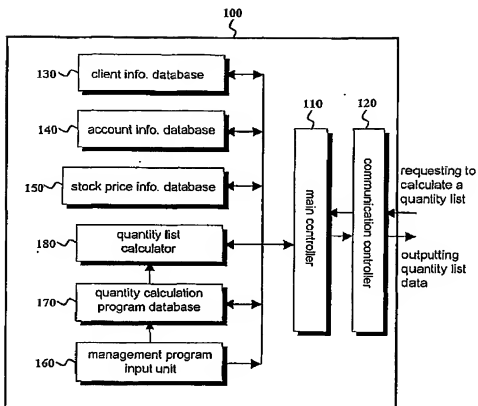 100
130
client info. database
140
account info. database
150
stock price info. database
180
quantity list
calculator
170
quantity calculation
program database
160
management program
input unit
110
main controller
120
communication controller
requesting to
calculate a
quantity list
outputting
quantity list
data